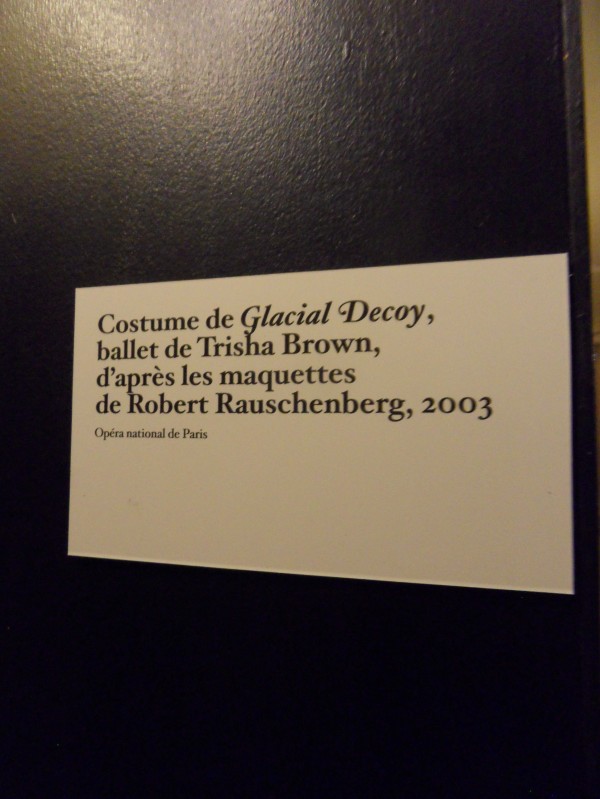 Costume de Glacial Decoy,
ballet de Trisha Brown,
d'après les maquettes
de Robert Rauschenberg, 2003
Opéra national de Paris